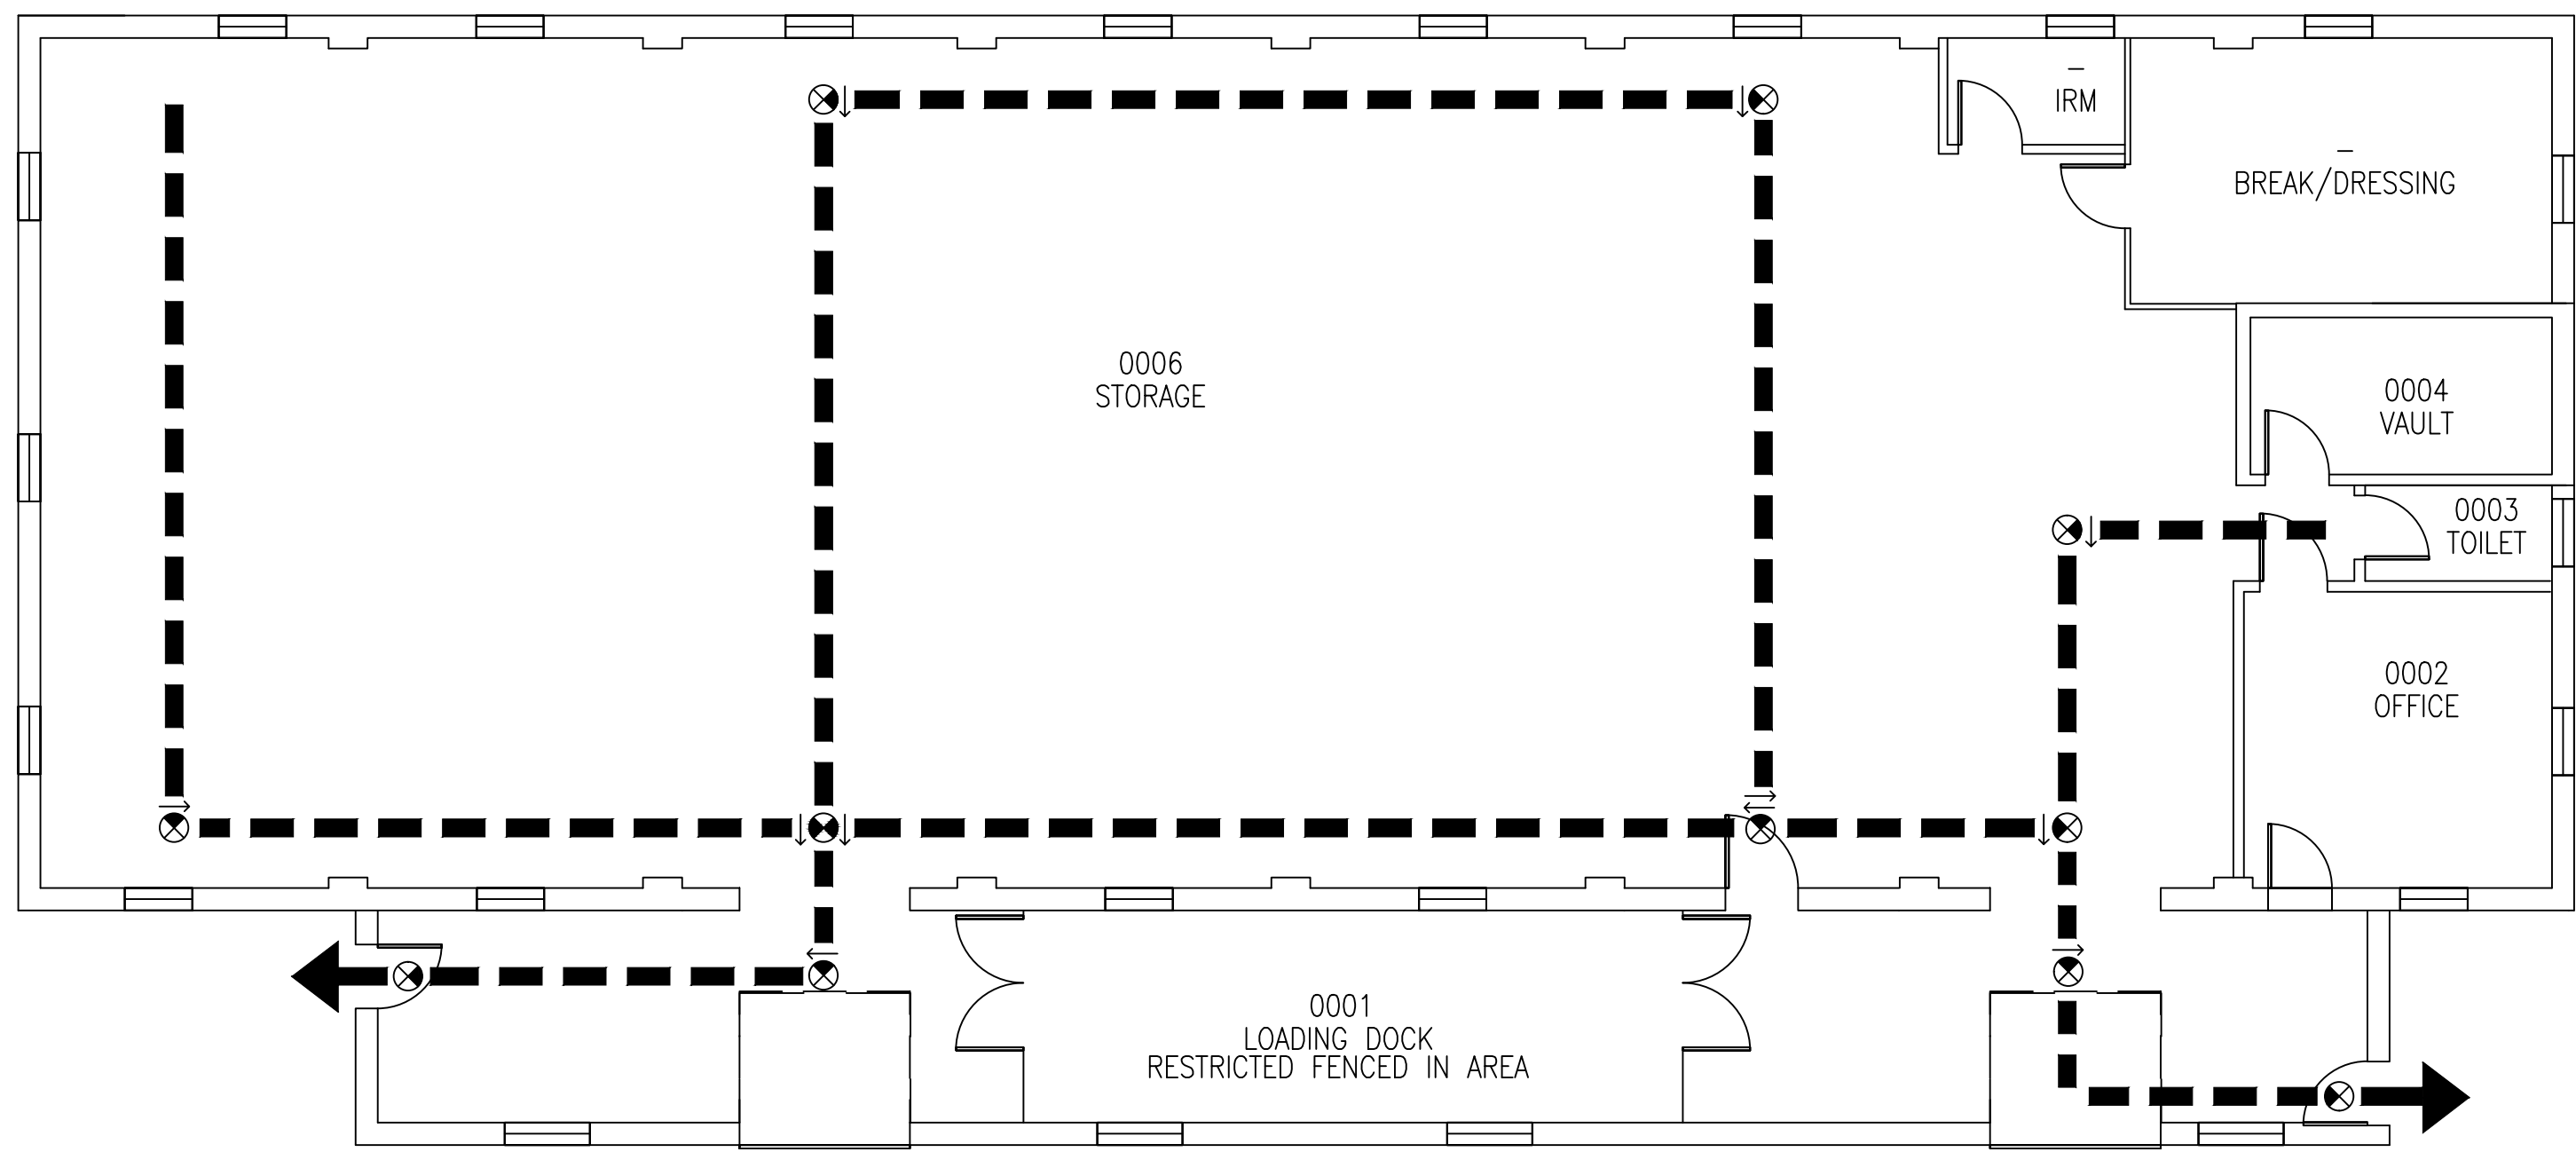 –
IRM
–
BREAK/DRESSING
0006
STORAGE
0004
VAULT
0003
TOILET
0002
OFFICE
0001
LOADING DOCK
RESTRICTED FENCED IN AREA